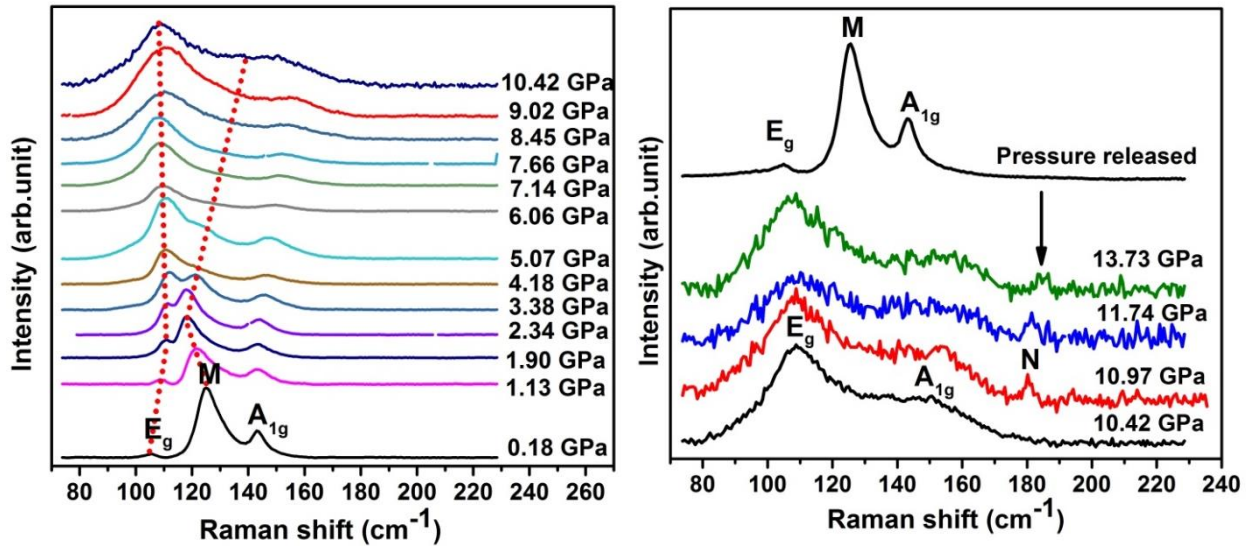 Intensity (arb.unit)
10.42 GPa
9.02 GPa
8.45 GPa
7.66 GPa
7.14 GPa
6.06 GPa
5.07 GPa
4.18 GPa
3.38 GPa
2.34 GPa
1.90 GPa
1.13 GPa
M
Eg
A1g
0.18 GPa
80 100 120 140 160 180 200 220 240 260
Raman shift (cm-1)
Intensity (arb.unit)
M
A1g
Eg
Pressure released
13.73 GPa
11.74 GPa
Eg
N
10.97 GPa
A1g
10.42 GPa
80 100 120 140 160 180 200 220 240
Raman shift (cm-1)